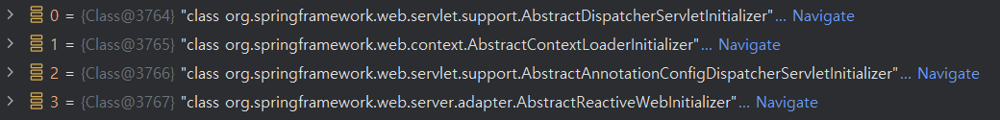 0 = {Class@3764} "class org.springframework.web.servlet.support.AbstractDispatcherServletInitializer"... Navigate
1 = {Class@3765} "class org.springframework.web.context.AbstractContextLoaderInitializer"... Navigate
2 = {Class@3766} "class org.springframework.web.servlet.support.AbstractAnnotationConfigDispatcherServletInitializer"... Navigate
3 = {Class@3767} "class org.springframework.web.server.adapter.AbstractReactiveWebInitializer"... Navigate